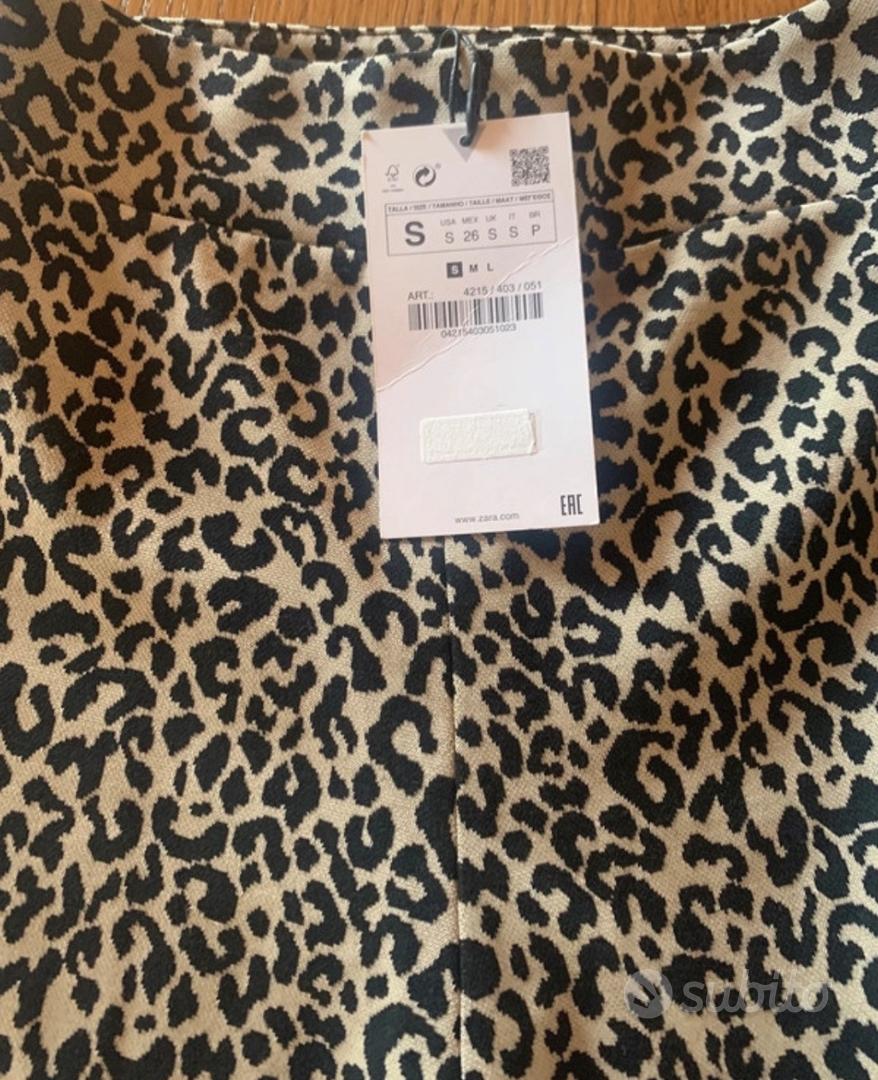 TALLA / SIZE / TAMANHO / TAILLE / MAAT / ΜΕΓΕΘΟΣ
S
USA MEX UK IT BR
S 26 S S P
S M L
ART.: 4215 / 403 / 051
04215403051023
www.zara.com
EAC
subito